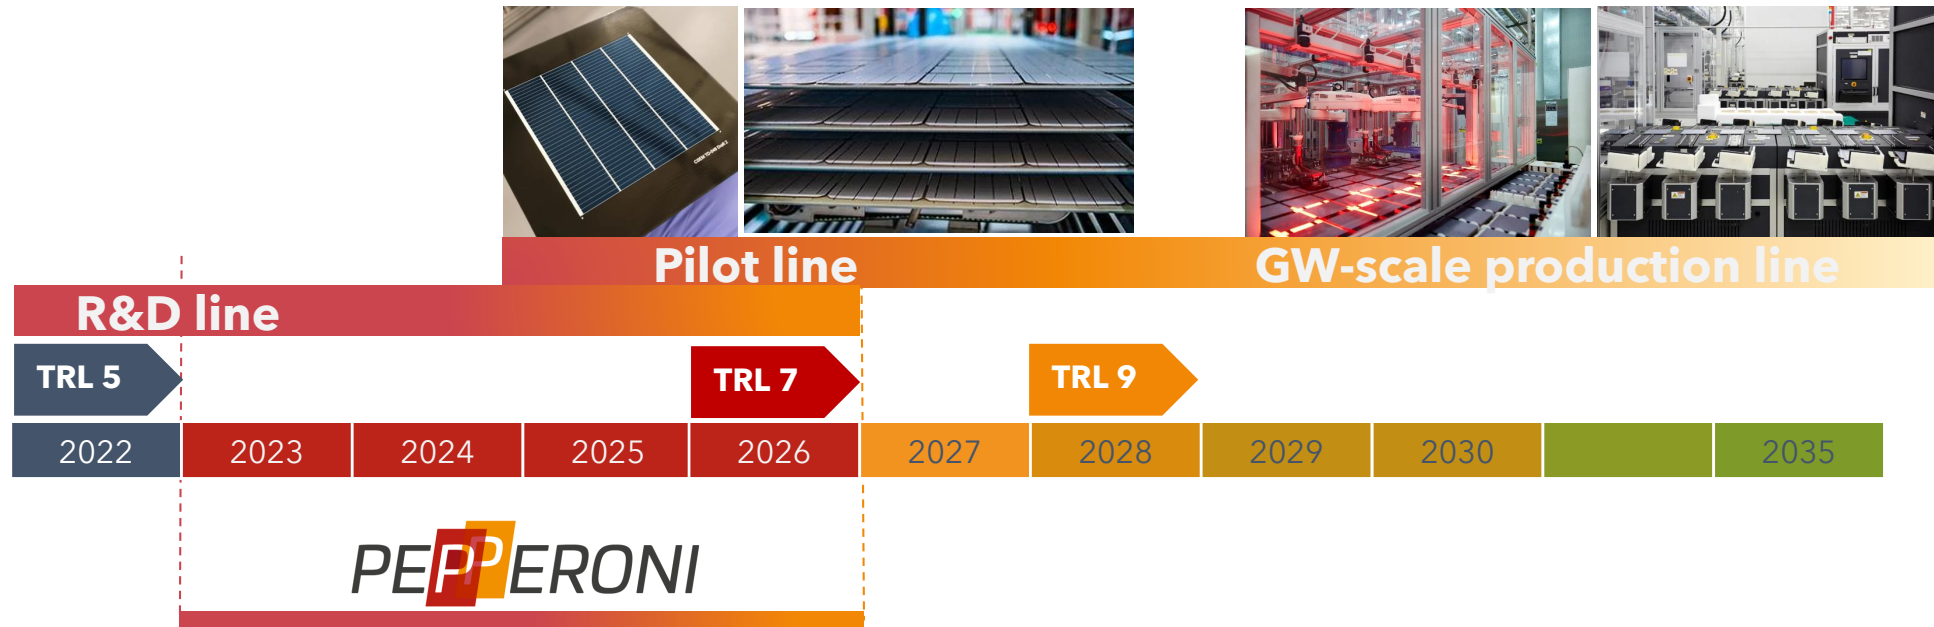 Pilot line
GW-scale production line
R&D line
TRL 5
TRL 7
TRL 9
2022
2023
2024
2025
2026
2027
2028
2029
2030
2035
PEPPERONI